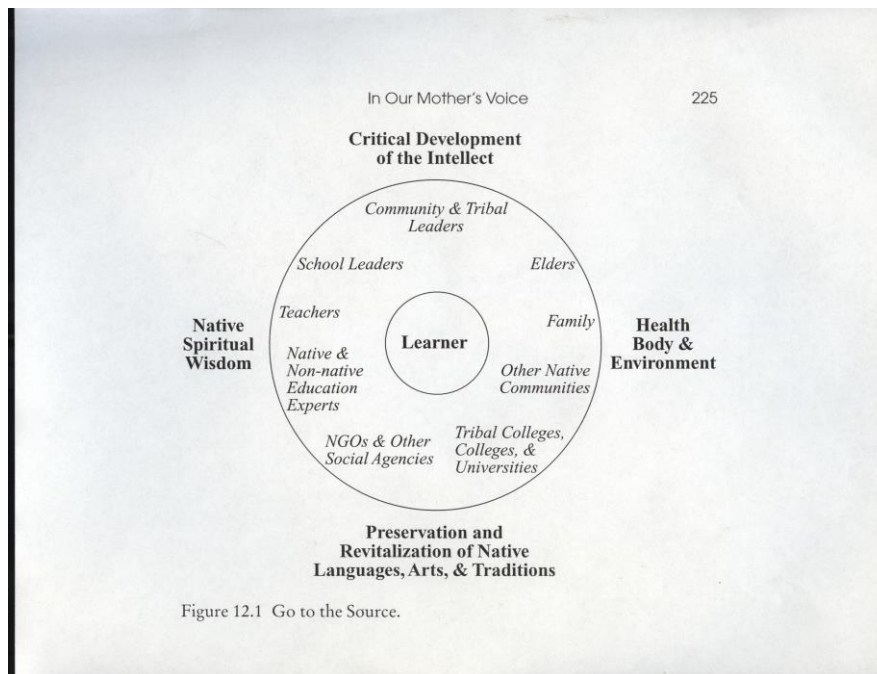 In Our Mother's Voice 225
Critical Development
of the Intellect
Community & Tribal
Leaders
School Leaders
Elders
Teachers
Family
Native
Spiritual
Wisdom
Learner
Health
Body &
Environment
Native &
Non-native
Education
Experts
Other Native
Communities
NGOs & Other
Social Agencies
Tribal Colleges,
Colleges, &
Universities
Preservation and
Revitalization of Native
Languages, Arts, & Traditions
Figure 12.1 Go to the Source.